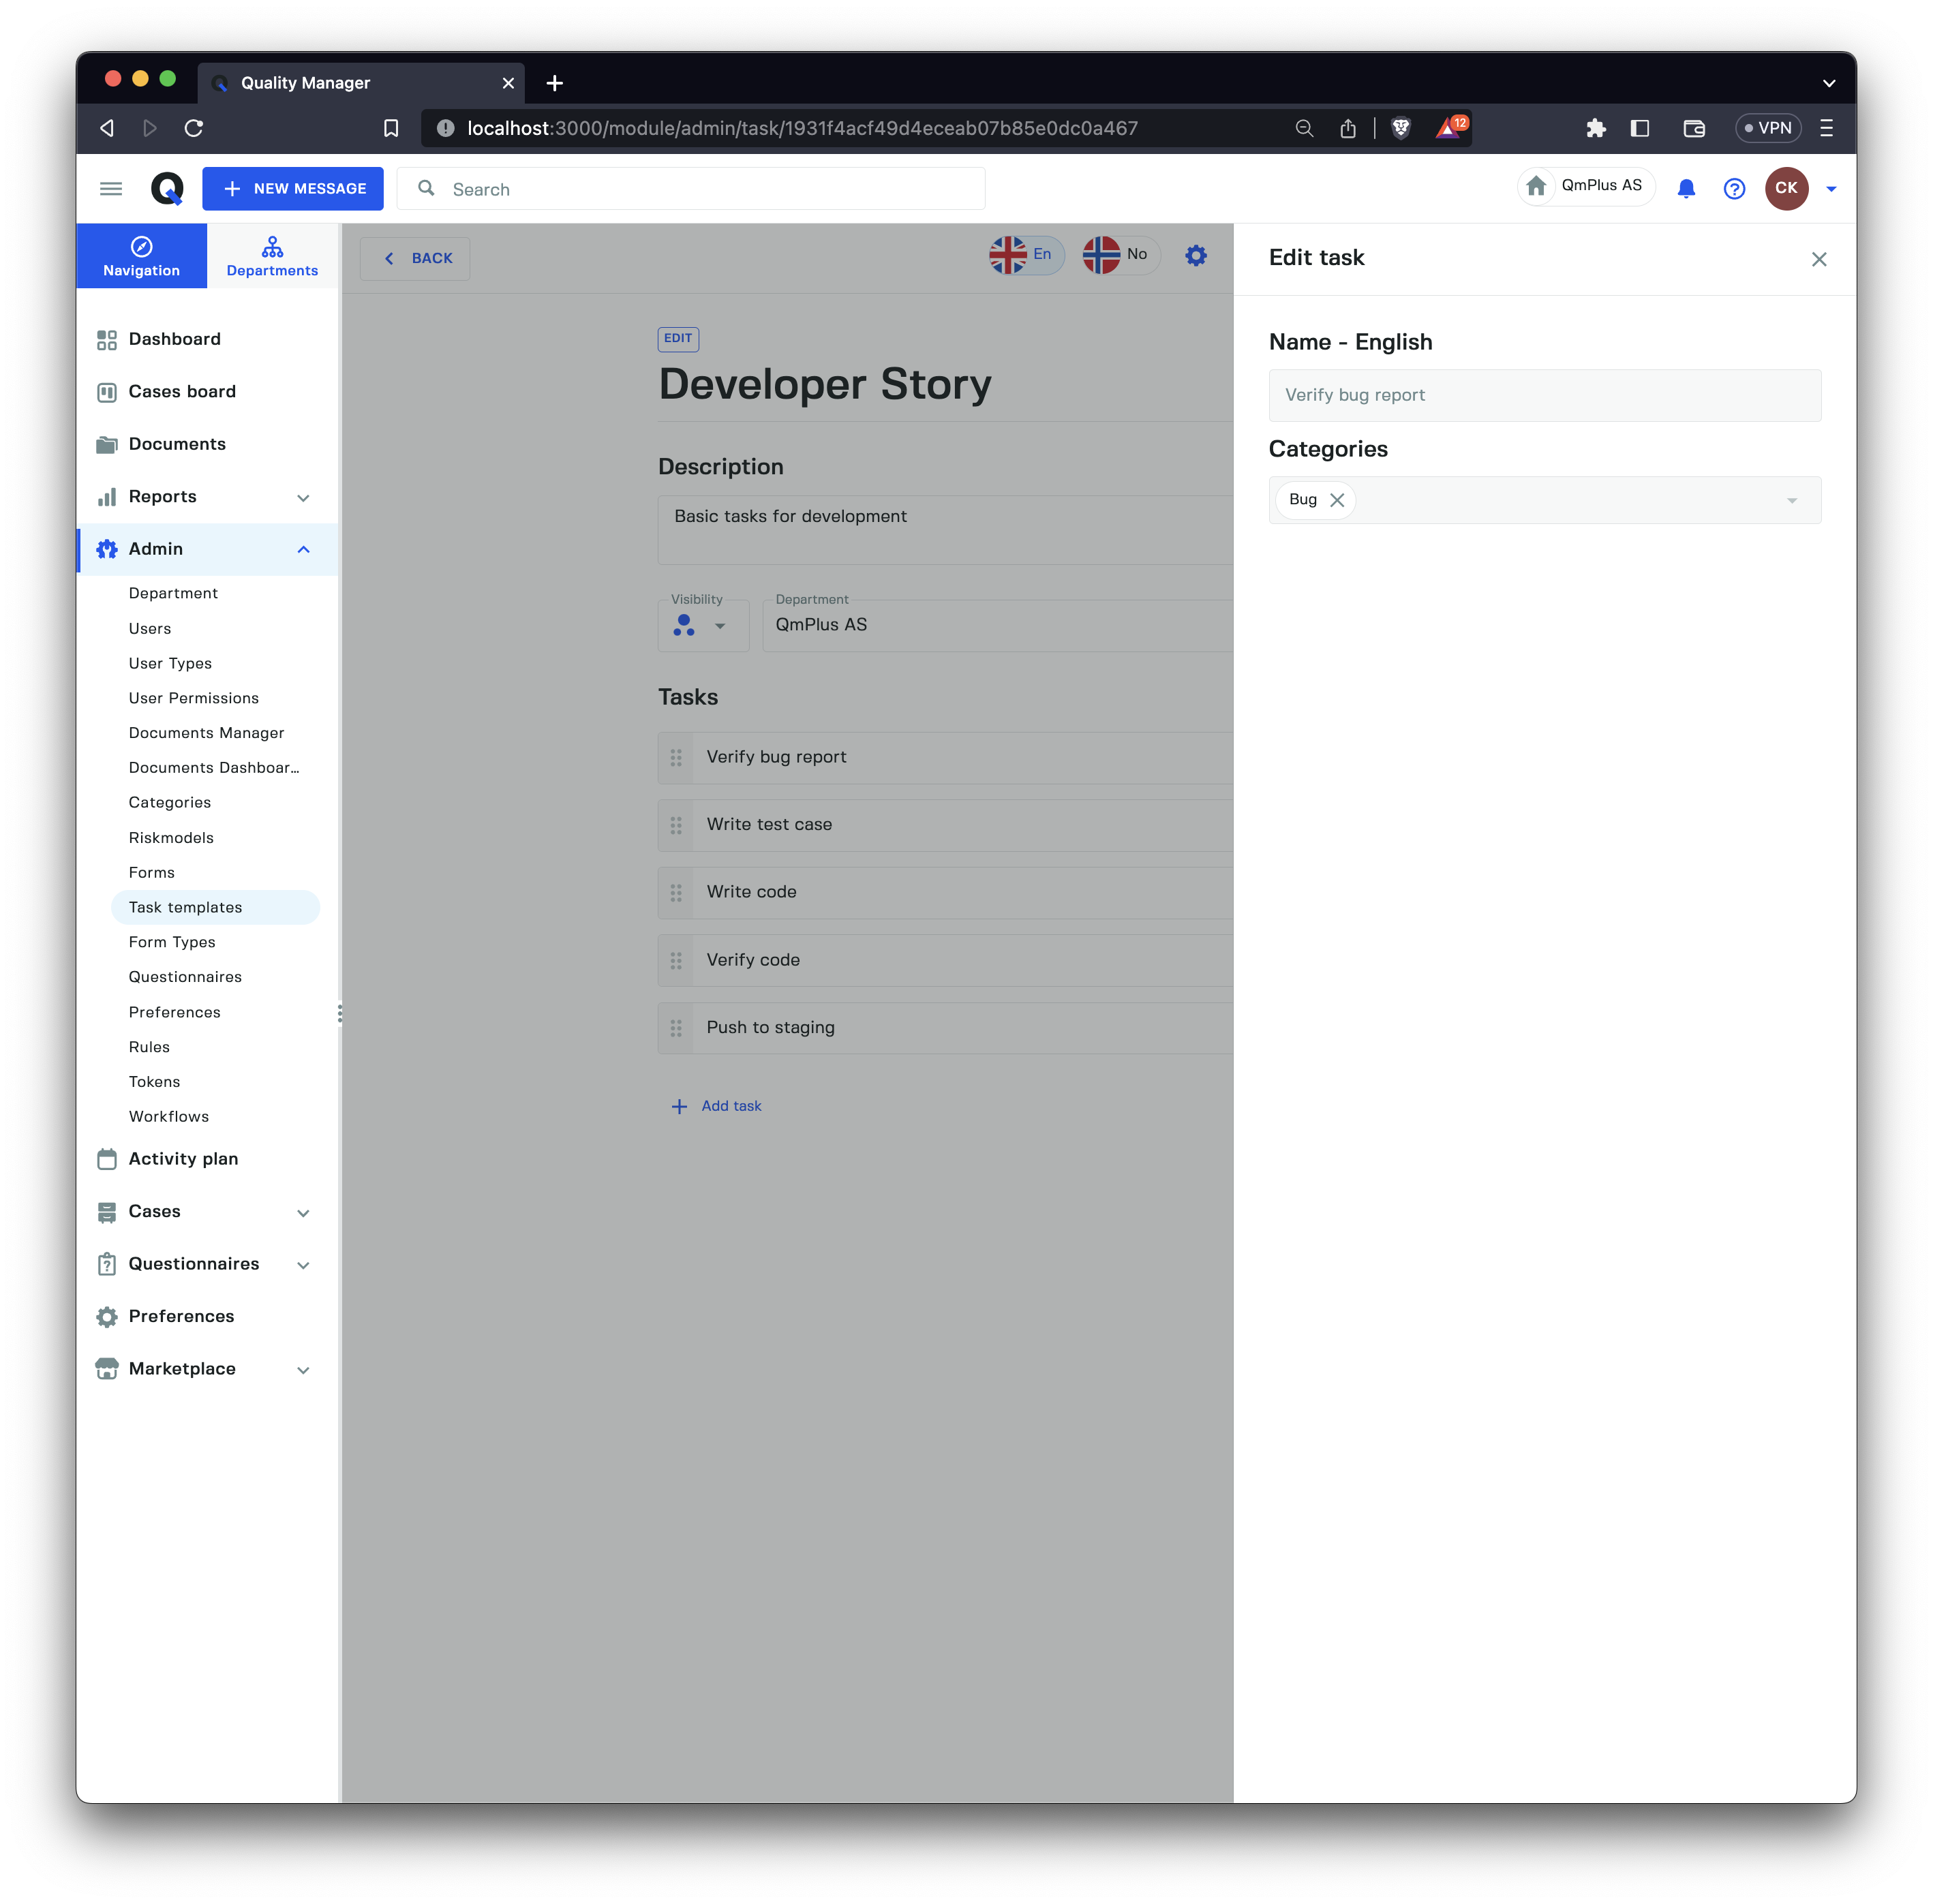 Quality Manager
localhost:3000/module/admin/task/1931f4acf49d4eceab07b85e0dc0a467
12
VPN
NEW MESSAGE
Search
QmPlus AS
CK
Navigation
Departments
Dashboard
Cases board
Documents
Reports
Admin
Department
Users
User Types
User Permissions
Documents Manager
Documents Dashboar...
Categories
Riskmodels
Forms
Task templates
Form Types
Questionnaires
Preferences
Rules
Tokens
Workflows
Activity plan
Cases
Questionnaires
Preferences
Marketplace
BACK
En
No
EDIT
Developer Story
Description
Basic tasks for development
Visibility
Department
QmPlus AS
Tasks
Verify bug report
Write test case
Write code
Verify code
Push to staging
Add task
Edit task
Name - English
Verify bug report
Categories
Bug